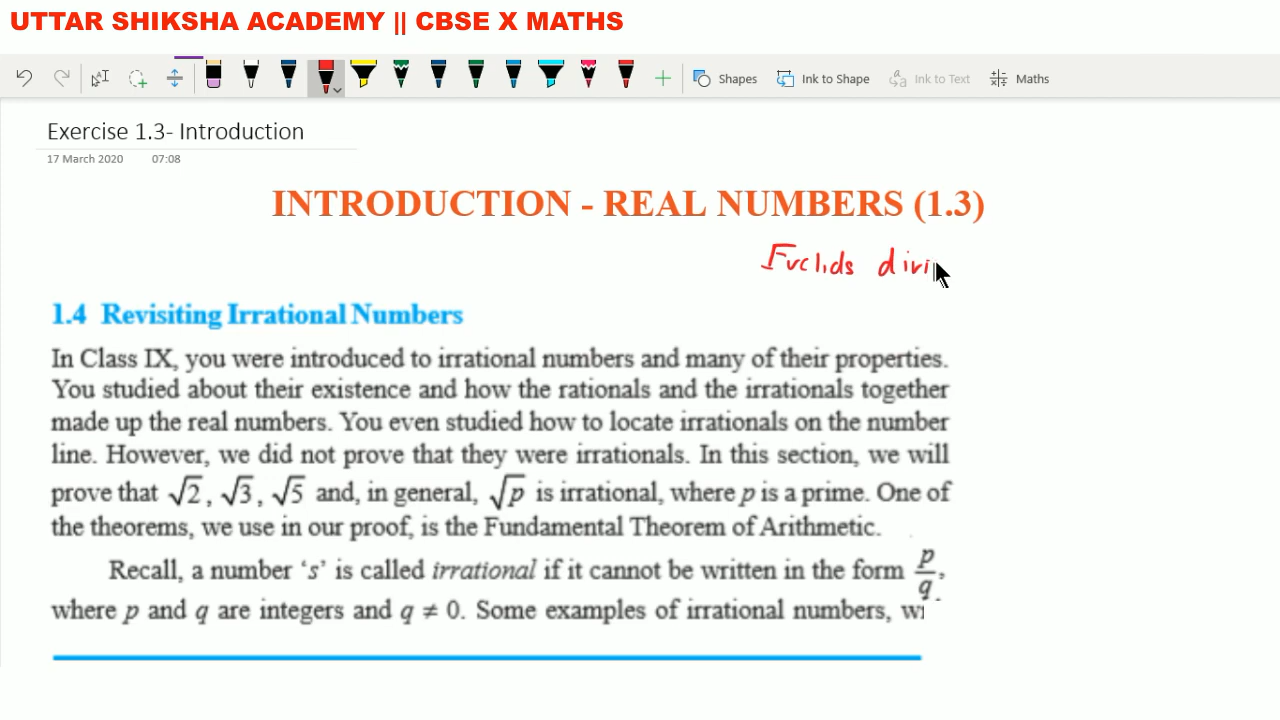 UTTAR SHIKSHA ACADEMY || CBSE X MATHS
Shapes Ink to Shape Ink to Text Maths
Exercise 1.3- Introduction
17 March 2020 07:08
INTRODUCTION - REAL NUMBERS (1.3)
Euclids divi
1.4 Revisiting Irrational Numbers
In Class IX, you were introduced to irrational numbers and many of their properties.
You studied about their existence and how the rationals and the irrationals together
made up the real numbers. You even studied how to locate irrationals on the number
line. However, we did not prove that they were irrationals. In this section, we will
prove that √2, √3, √5 and, in general, √p is irrational, where p is a prime. One of
the theorems, we use in our proof, is the Fundamental Theorem of Arithmetic.
Recall, a number ‘s’ is called irrational if it cannot be written in the form p/q,
where p and q are integers and q ≠ 0. Some examples of irrational numbers,